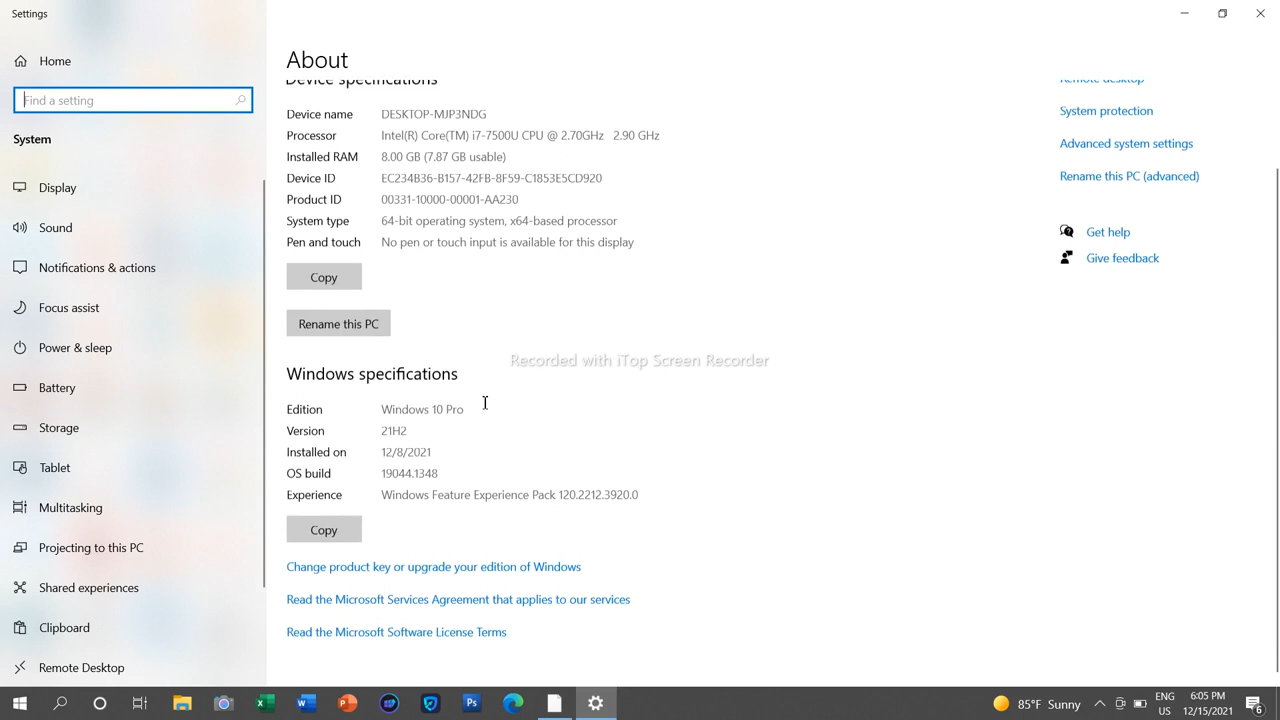 Settings
Home
Find a setting
System
Display
Sound
Notifications & actions
Focus assist
Power & sleep
Battery
Storage
Tablet
Multitasking
Projecting to this PC
Shared experiences
Clipboard
Remote Desktop
About
Device specifications
Device name DESKTOP-MJP3NDG
Processor Intel(R) Core(TM) i7-7500U CPU @ 2.70GHz 2.90 GHz
Installed RAM 8.00 GB (7.87 GB usable)
Device ID EC234B36-B157-42FB-8F59-C1853E5CD920
Product ID 00331-10000-00001-AA230
System type 64-bit operating system, x64-based processor
Pen and touch No pen or touch input is available for this display
Copy
Rename this PC
Recorded with iTop Screen Recorder
Windows specifications
Edition Windows 10 Pro
Version 21H2
Installed on 12/8/2021
OS build 19044.1348
Experience Windows Feature Experience Pack 120.2212.3920.0
Copy
Change product key or upgrade your edition of Windows
Read the Microsoft Services Agreement that applies to our services
Read the Microsoft Software License Terms
Remote desktop
System protection
Advanced system settings
Rename this PC (advanced)
Get help
Give feedback
85°F Sunny
ENG
US
6:05 PM
12/15/2021
6